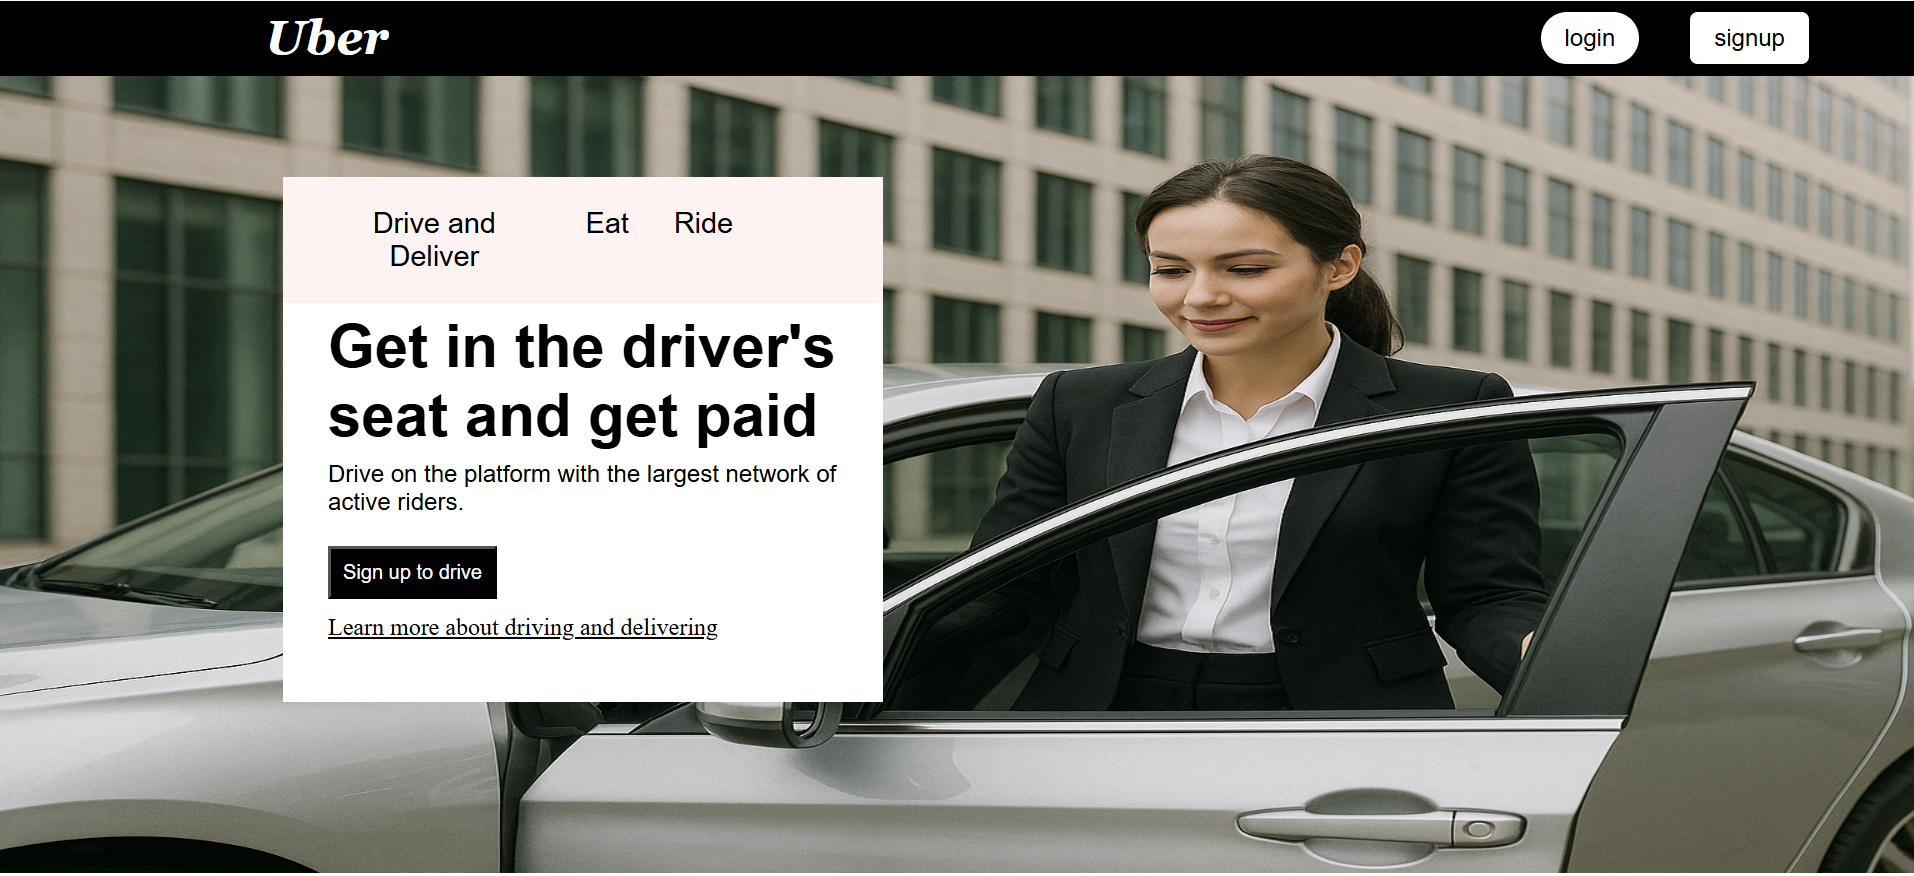 Uber
login
signup
Drive and
Deliver
Eat
Ride
Get in the driver's
seat and get paid
Drive on the platform with the largest network of
active riders.
Sign up to drive
Learn more about driving and delivering